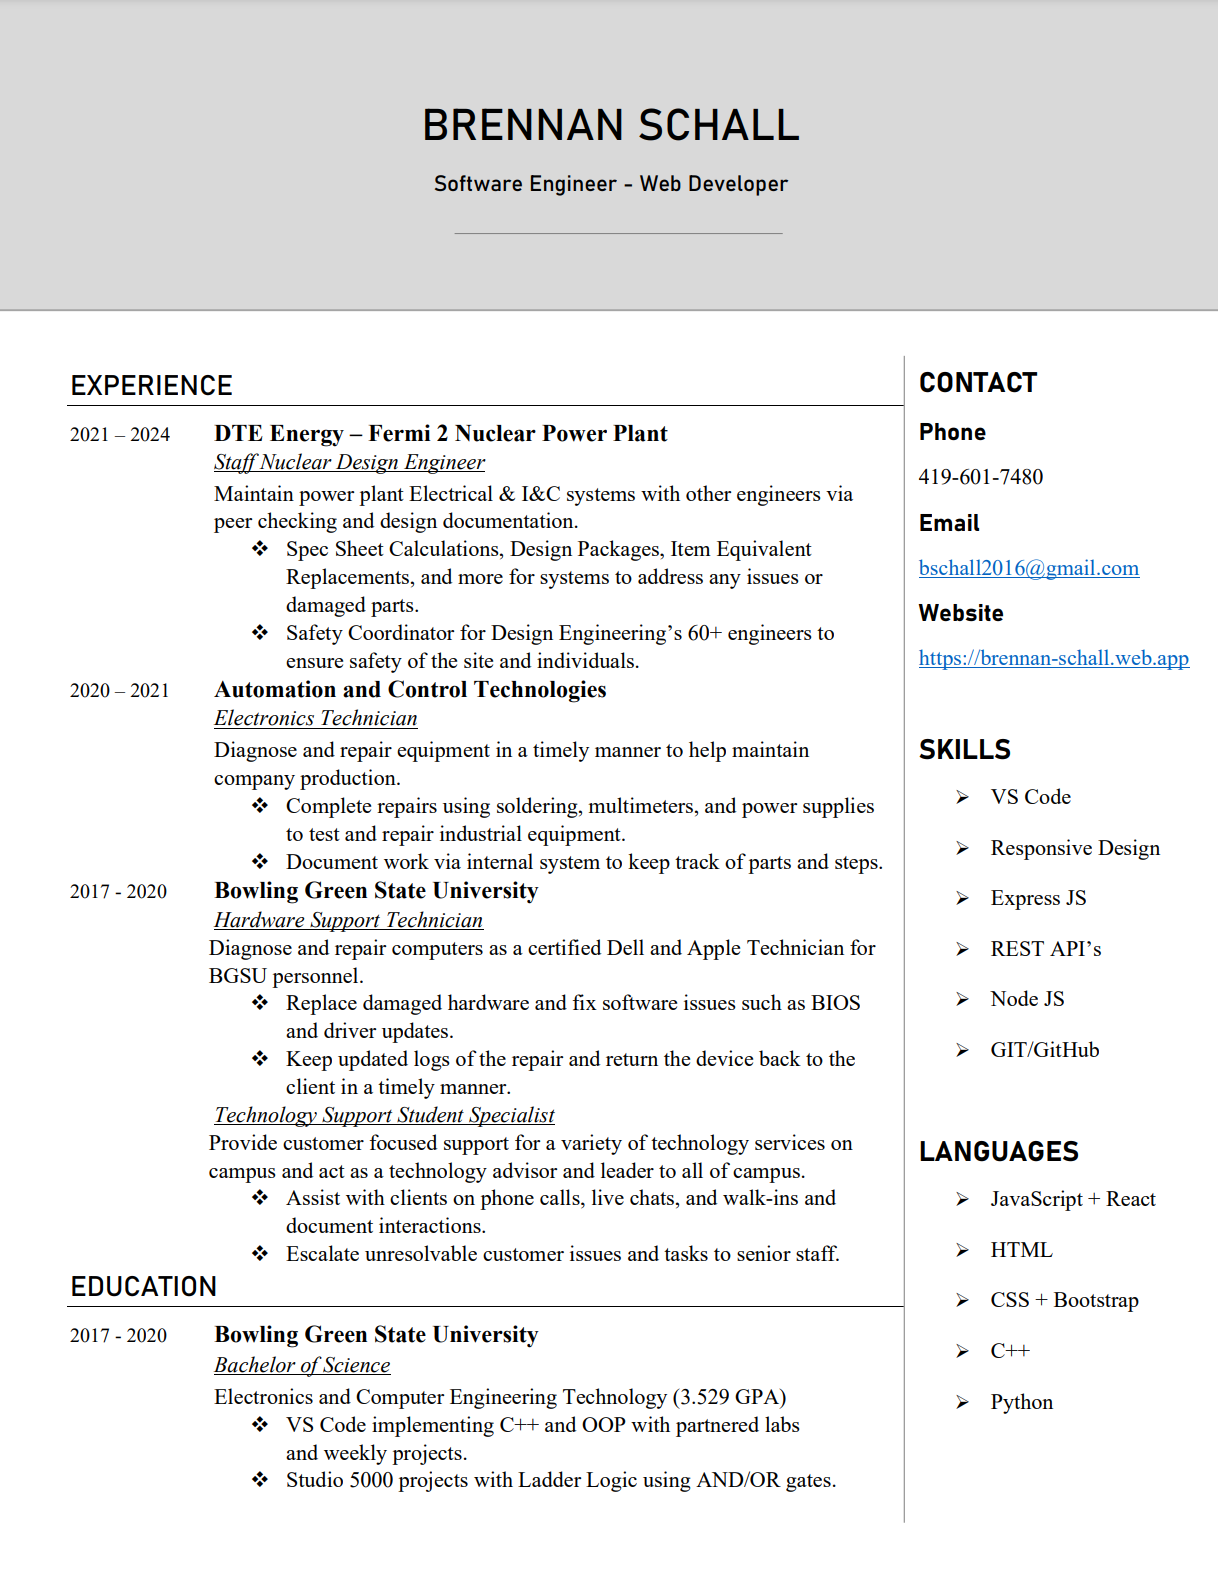 BRENNAN SCHALL
Software Engineer - Web Developer
EXPERIENCE
2021 – 2024
DTE Energy – Fermi 2 Nuclear Power Plant
Staff Nuclear Design Engineer
Maintain power plant Electrical & I&C systems with other engineers via
peer checking and design documentation.
❖ Spec Sheet Calculations, Design Packages, Item Equivalent
Replacements, and more for systems to address any issues or
damaged parts.
❖ Safety Coordinator for Design Engineering’s 60+ engineers to
ensure safety of the site and individuals.
2020 – 2021
Automation and Control Technologies
Electronics Technician
Diagnose and repair equipment in a timely manner to help maintain
company production.
❖ Complete repairs using soldering, multimeters, and power supplies
to test and repair industrial equipment.
❖ Document work via internal system to keep track of parts and steps.
2017 - 2020
Bowling Green State University
Hardware Support Technician
Diagnose and repair computers as a certified Dell and Apple Technician for
BGSU personnel.
❖ Replace damaged hardware and fix software issues such as BIOS
and driver updates.
❖ Keep updated logs of the repair and return the device back to the
client in a timely manner.
Technology Support Student Specialist
Provide customer focused support for a variety of technology services on
campus and act as a technology advisor and leader to all of campus.
❖ Assist with clients on phone calls, live chats, and walk-ins and
document interactions.
❖ Escalate unresolvable customer issues and tasks to senior staff.
EDUCATION
2017 - 2020
Bowling Green State University
Bachelor of Science
Electronics and Computer Engineering Technology (3.529 GPA)
❖ VS Code implementing C++ and OOP with partnered labs
and weekly projects.
❖ Studio 5000 projects with Ladder Logic using AND/OR gates.
CONTACT
Phone
419-601-7480
Email
bschall2016@gmail.com
Website
https://brennan-schall.web.app
SKILLS
➢ VS Code
➢ Responsive Design
➢ Express JS
➢ REST API’s
➢ Node JS
➢ GIT/GitHub
LANGUAGES
➢ JavaScript + React
➢ HTML
➢ CSS + Bootstrap
➢ C++
➢ Python